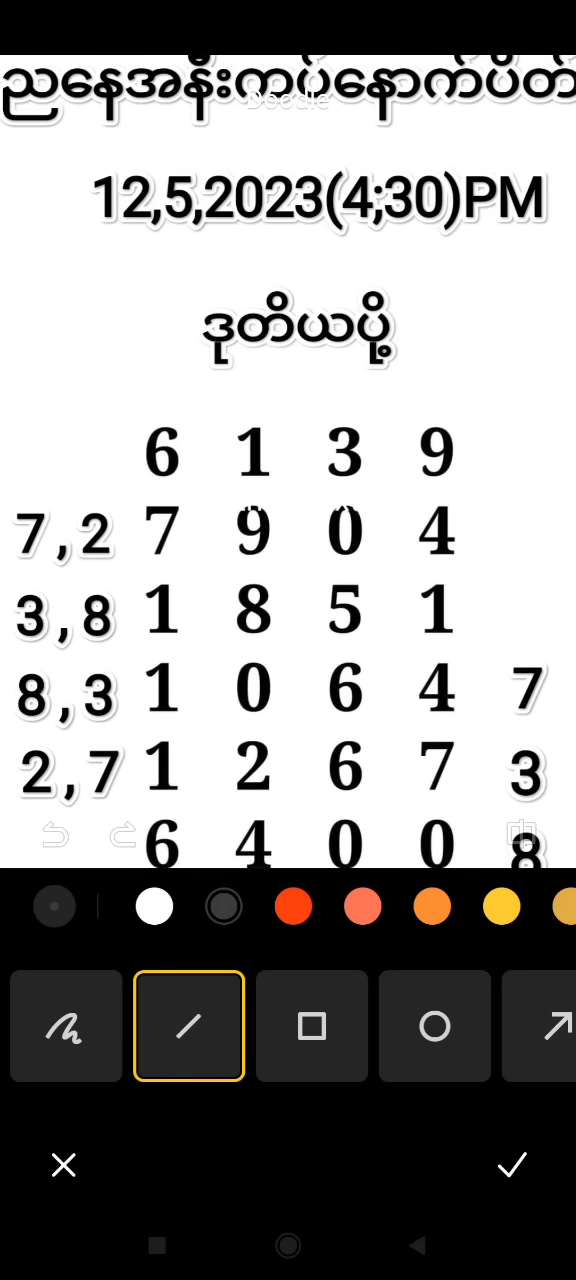 ညနေအနီးကပ်နောက်ပိတ်
Doodle
12,5,2023(4;30)PM
ဒုတိယပို့
6 1 3 9
7,2 7 9 0 4
3,8 1 8 5 1
8,3 1 0 6 4 7
2,7 1 2 6 7 3
6 4 0 0 8